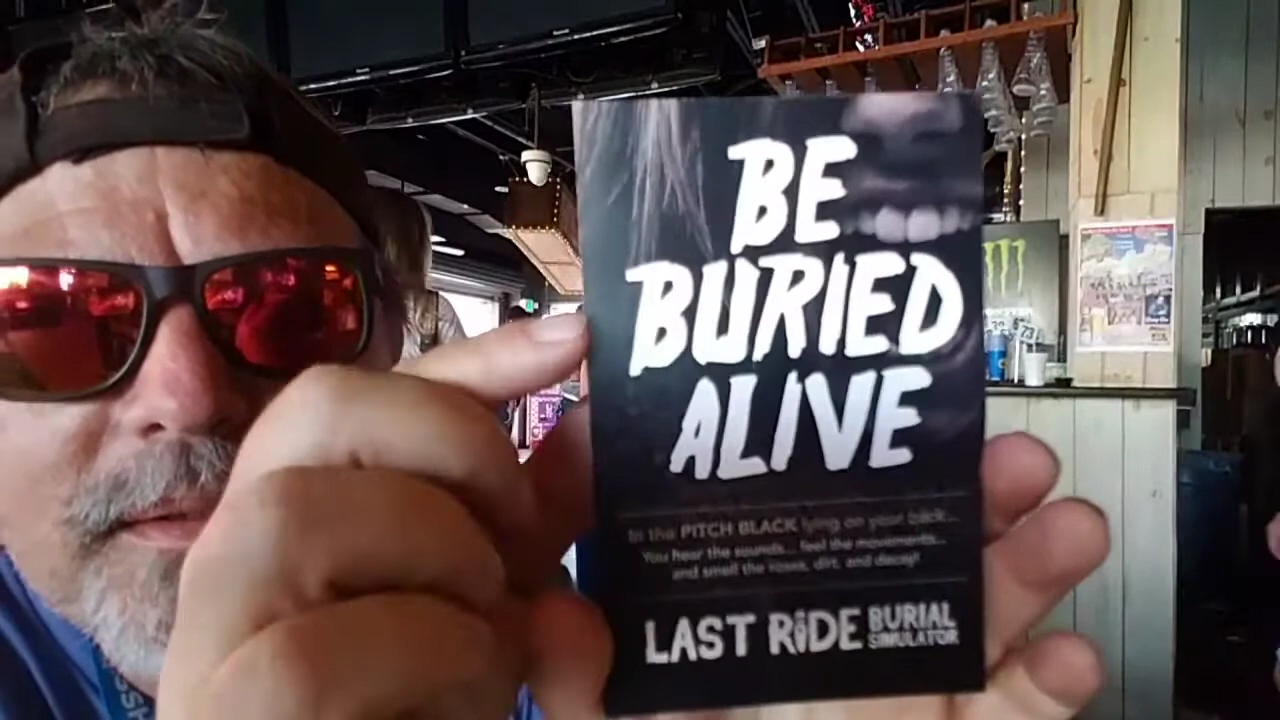 BE
BURIED
ALIVE
In the PITCH BLACK lying on your back...
You hear the sounds... feel the movements...
and smell the roses, dirt, and decay!
LAST RIDE BURIAL
SIMULATOR